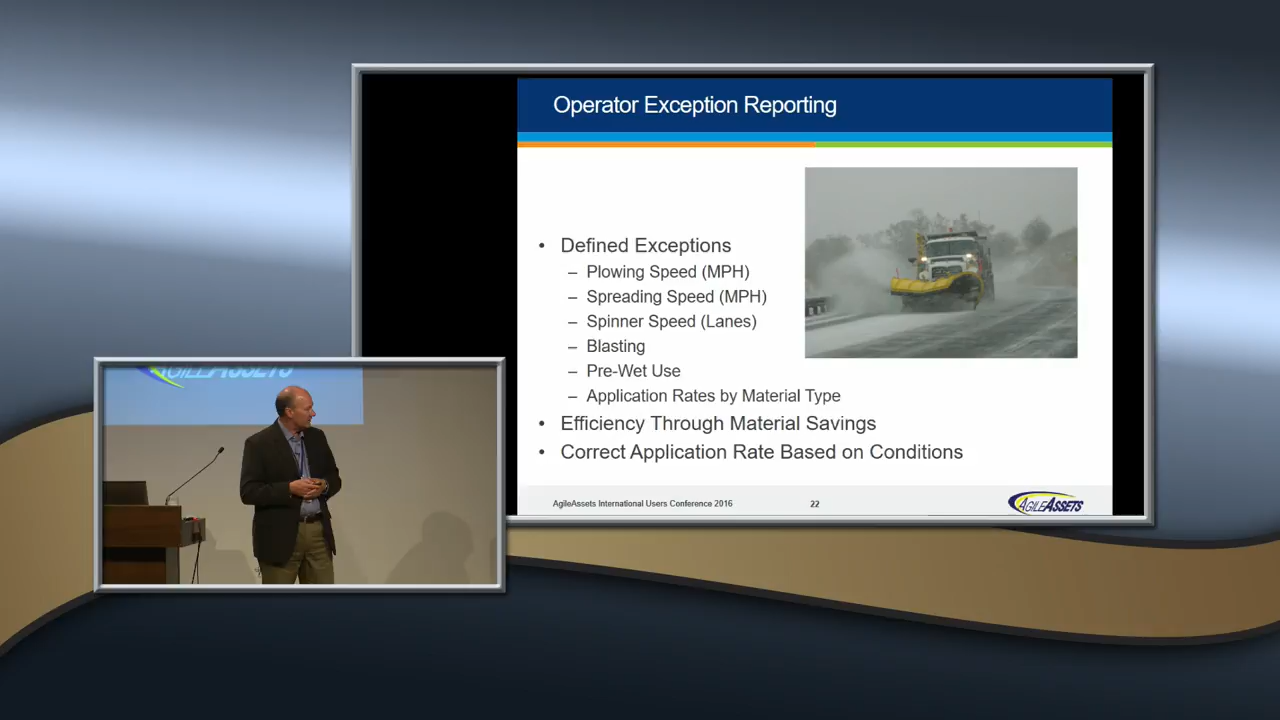 Operator Exception Reporting
• Defined Exceptions
– Plowing Speed (MPH)
– Spreading Speed (MPH)
– Spinner Speed (Lanes)
– Blasting
– Pre-Wet Use
– Application Rates by Material Type
• Efficiency Through Material Savings
• Correct Application Rate Based on Conditions
AgileAssets International Users Conference 2016
22
AGILEASSETS
AGILEASSETS